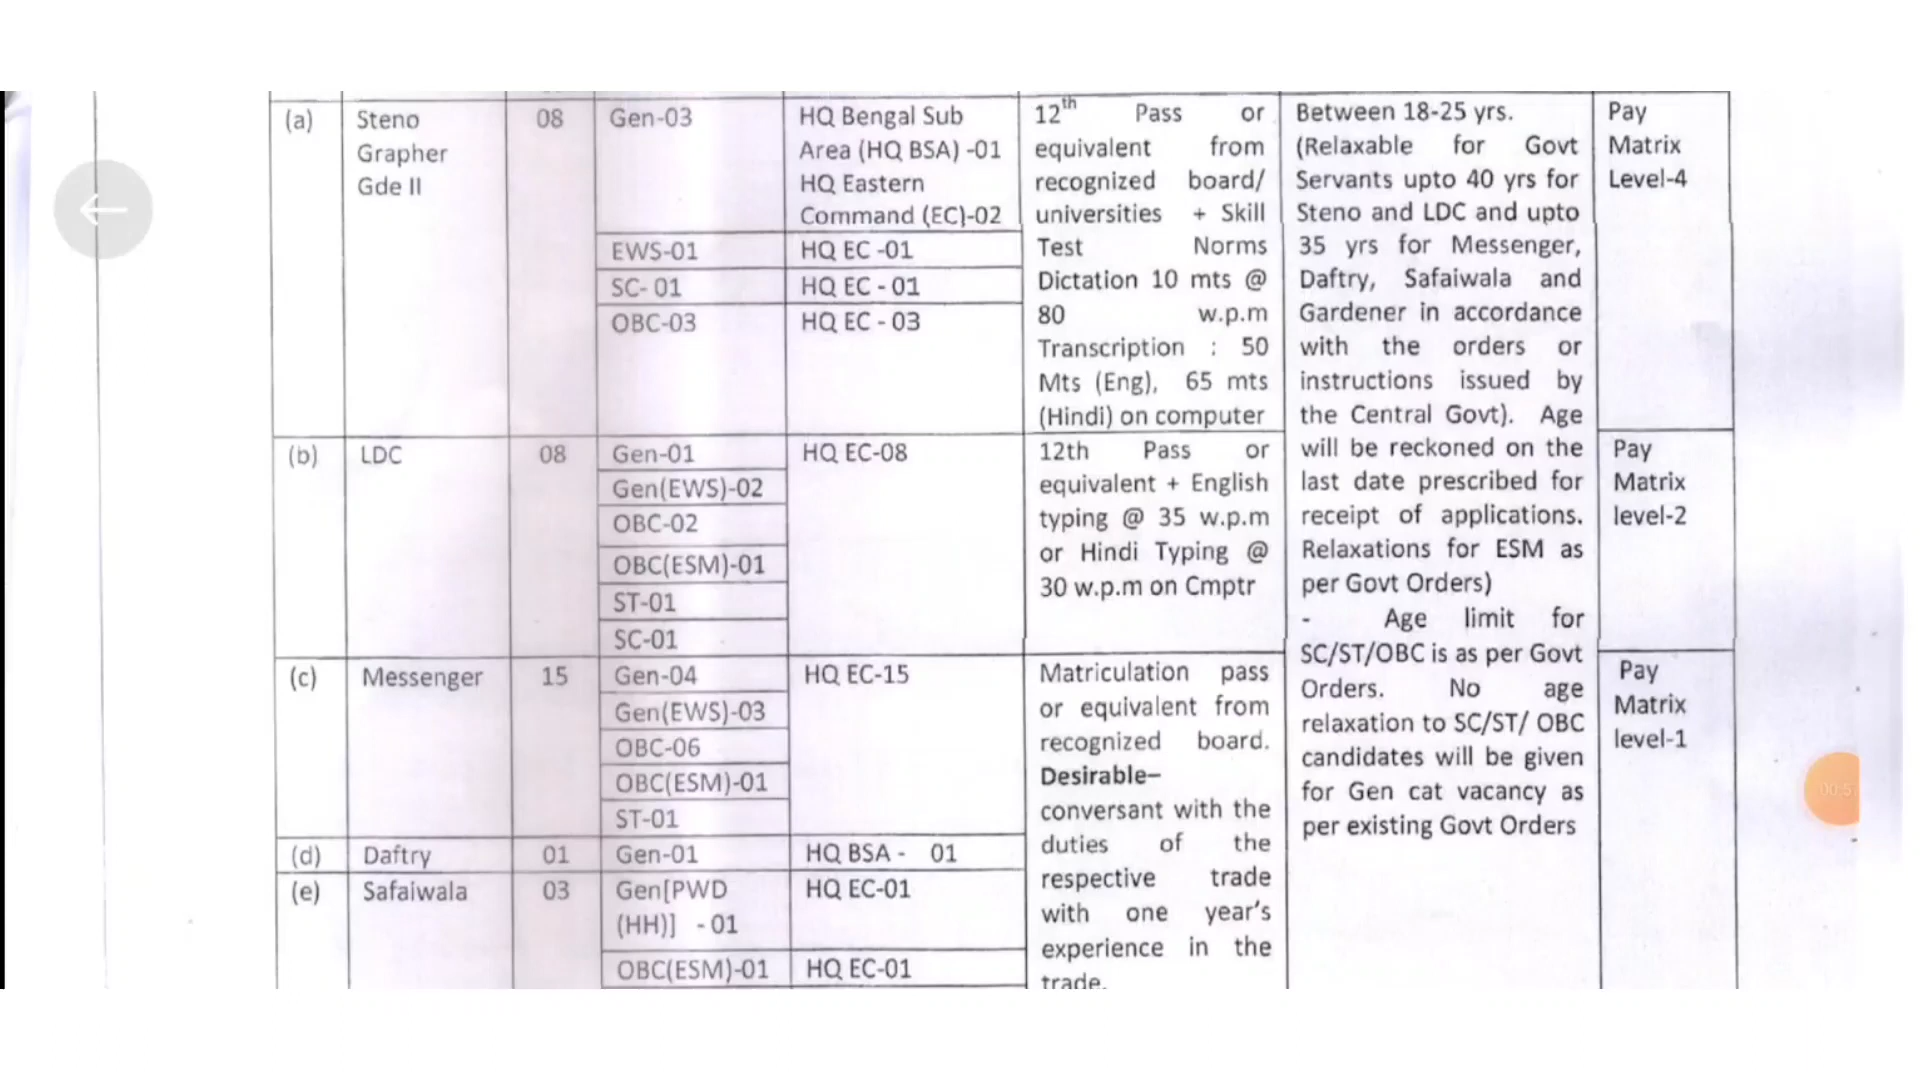 (a)
Steno
Grapher
Gde II
08
Gen-03
HQ Bengal Sub
Area (HQ BSA) -01
HQ Eastern
Command (EC)-02
EWS-01
HQ EC -01
SC- 01
HQ EC - 01
OBC-03
HQ EC - 03
12th Pass or
equivalent from
recognized board/
universities + Skill
Test Norms
Dictation 10 mts @
80 w.p.m
Transcription : 50
Mts (Eng), 65 mts
(Hindi) on computer
Between 18-25 yrs.
(Relaxable for Govt
Servants upto 40 yrs for
Steno and LDC and upto
35 yrs for Messenger,
Daftry, Safaiwala and
Gardener in accordance
with the orders or
instructions issued by
the Central Govt). Age
will be reckoned on the
last date prescribed for
receipt of applications.
Relaxations for ESM as
per Govt Orders)
- Age limit for
SC/ST/OBC is as per Govt
Orders. No age
relaxation to SC/ST/ OBC
candidates will be given
for Gen cat vacancy as
per existing Govt Orders
Pay
Matrix
Level-4
(b)
LDC
08
Gen-01
Gen(EWS)-02
OBC-02
OBC(ESM)-01
ST-01
SC-01
HQ EC-08
12th Pass or
equivalent + English
typing @ 35 w.p.m
or Hindi Typing @
30 w.p.m on Cmptr
Pay
Matrix
level-2
(c)
Messenger
15
Gen-04
Gen(EWS)-03
OBC-06
OBC(ESM)-01
ST-01
HQ EC-15
Matriculation pass
or equivalent from
recognized board.
Desirable–
conversant with the
duties of the
respective trade
with one year's
experience in the
trade.
Pay
Matrix
level-1
(d)
Daftry
01
Gen-01
HQ BSA - 01
(e)
Safaiwala
03
Gen[PWD
(HH)] - 01
HQ EC-01
OBC(ESM)-01
HQ EC-01